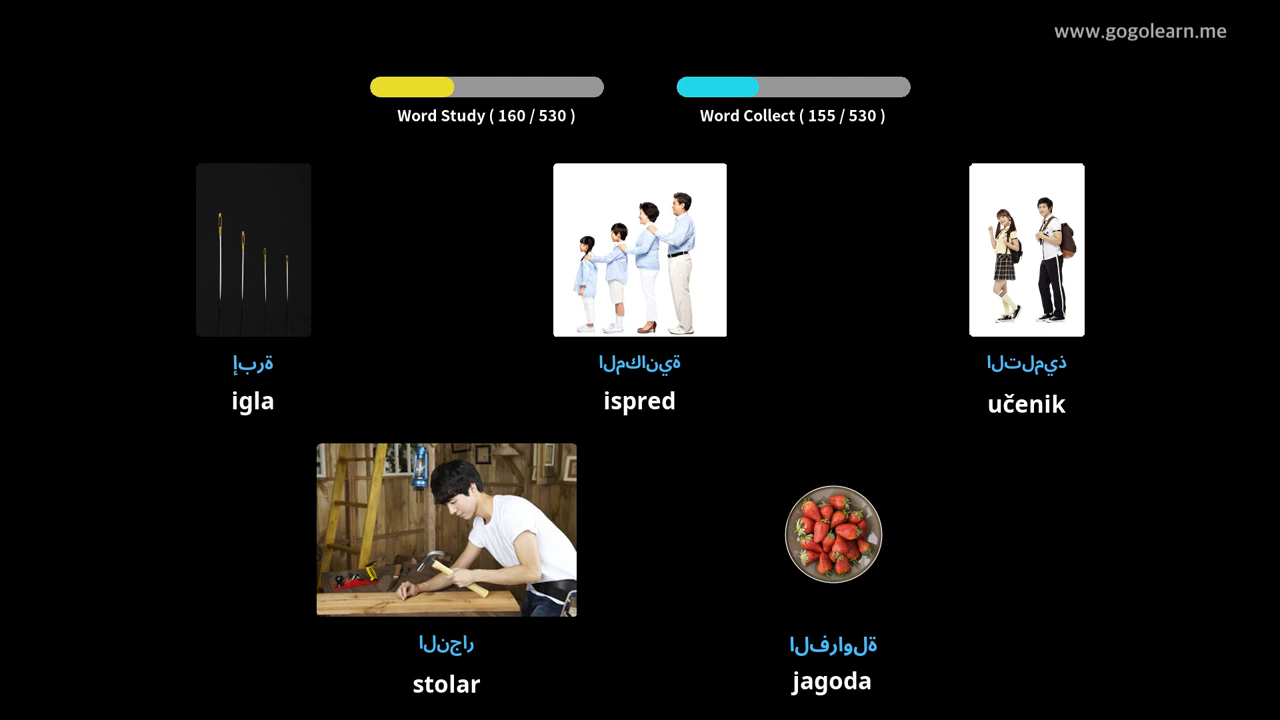 www.gogolearn.me
Word Study ( 160 / 530 )
Word Collect ( 155 / 530 )
إبرة
igla
المكانية
ispred
التلميذ
učenik
النجار
stolar
الفراولة
jagoda